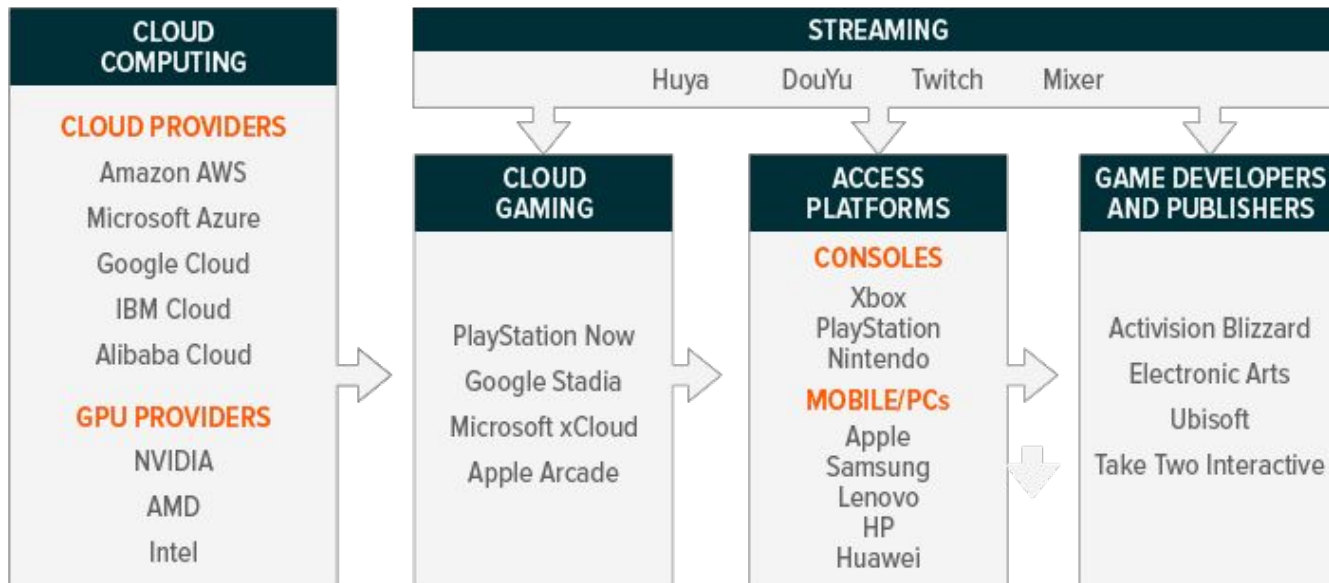 CLOUD
COMPUTING
CLOUD PROVIDERS
Amazon AWS
Microsoft Azure
Google Cloud
IBM Cloud
Alibaba Cloud
GPU PROVIDERS
NVIDIA
AMD
Intel
STREAMING
Huya DouYu Twitch Mixer
CLOUD
GAMING
PlayStation Now
Google Stadia
Microsoft xCloud
Apple Arcade
ACCESS
PLATFORMS
CONSOLES
Xbox
PlayStation
Nintendo
MOBILE/PCs
Apple
Samsung
Lenovo
HP
Huawei
GAME DEVELOPERS
AND PUBLISHERS
Activision Blizzard
Electronic Arts
Ubisoft
Take Two Interactive